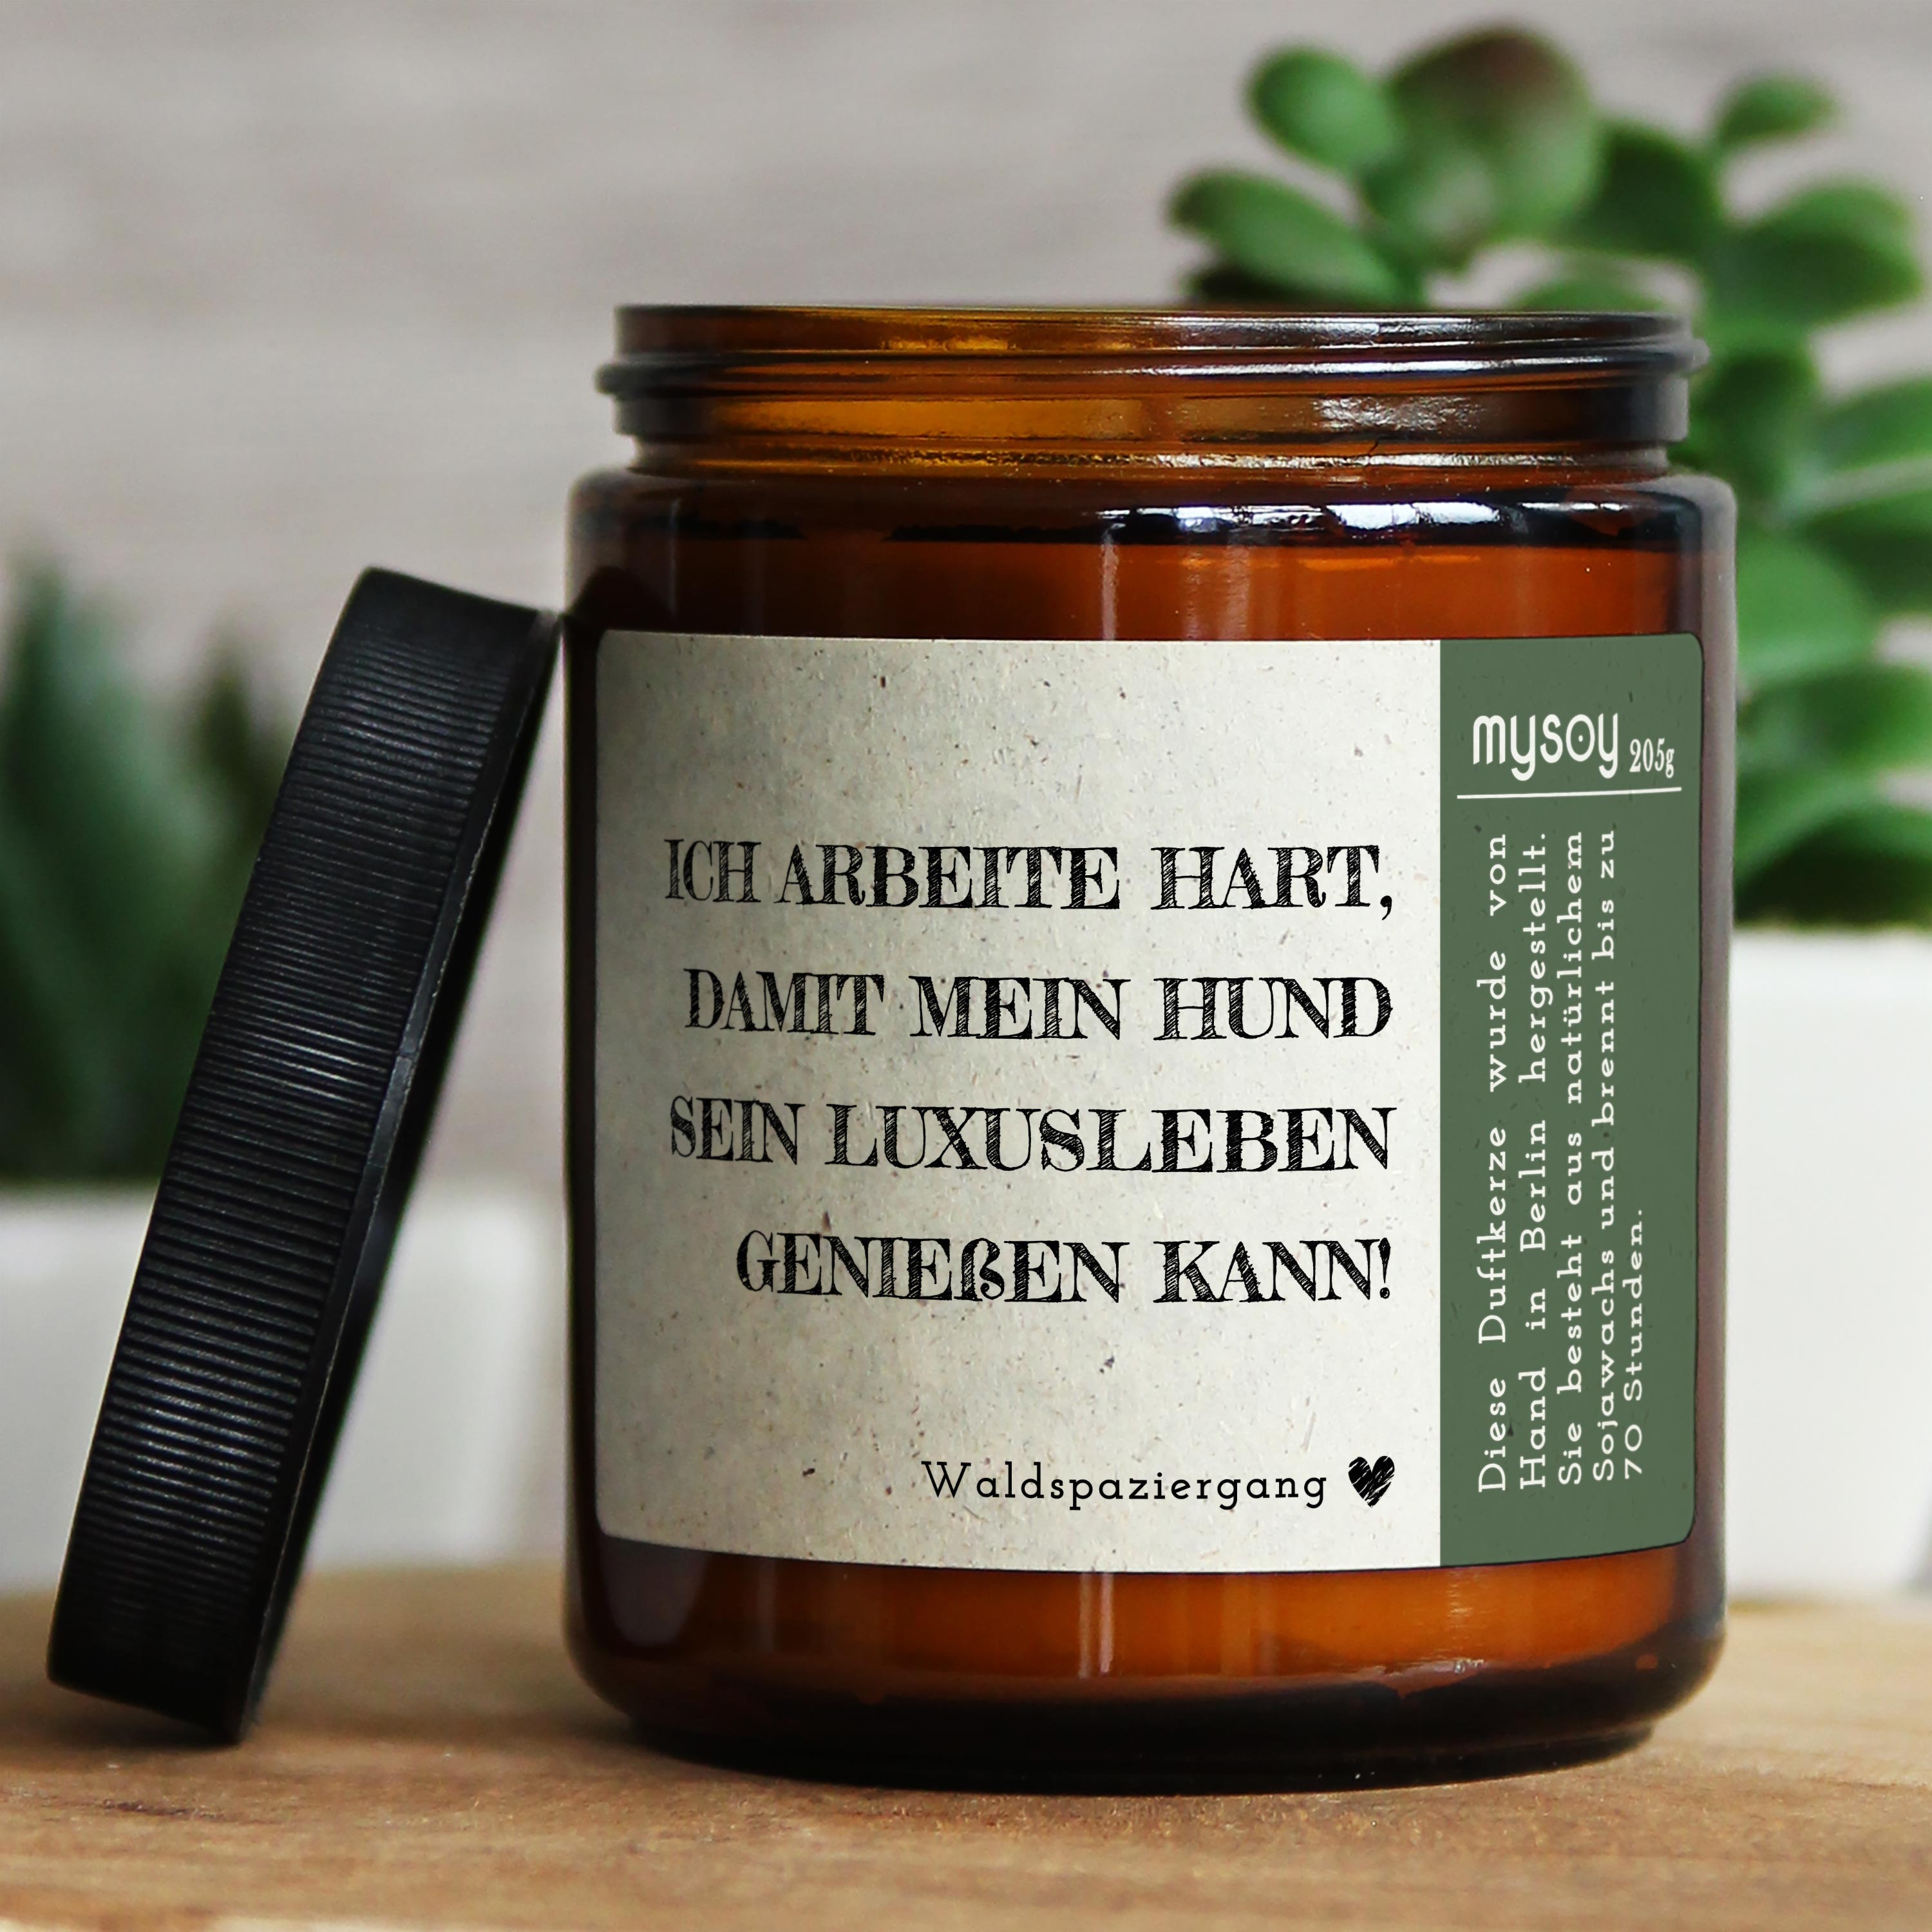 ICH ARBEITE HART,
DAMIT MEIN HUND
SEIN LUXUSLEBEN
GENIEßEN KANN!
Waldspaziergang
mysoy 205g
Diese Duftkerze wurde von
Hand in Berlin hergestellt.
Sie besteht aus natürlichem
Sojawachs und brennt bis zu
70 Stunden.